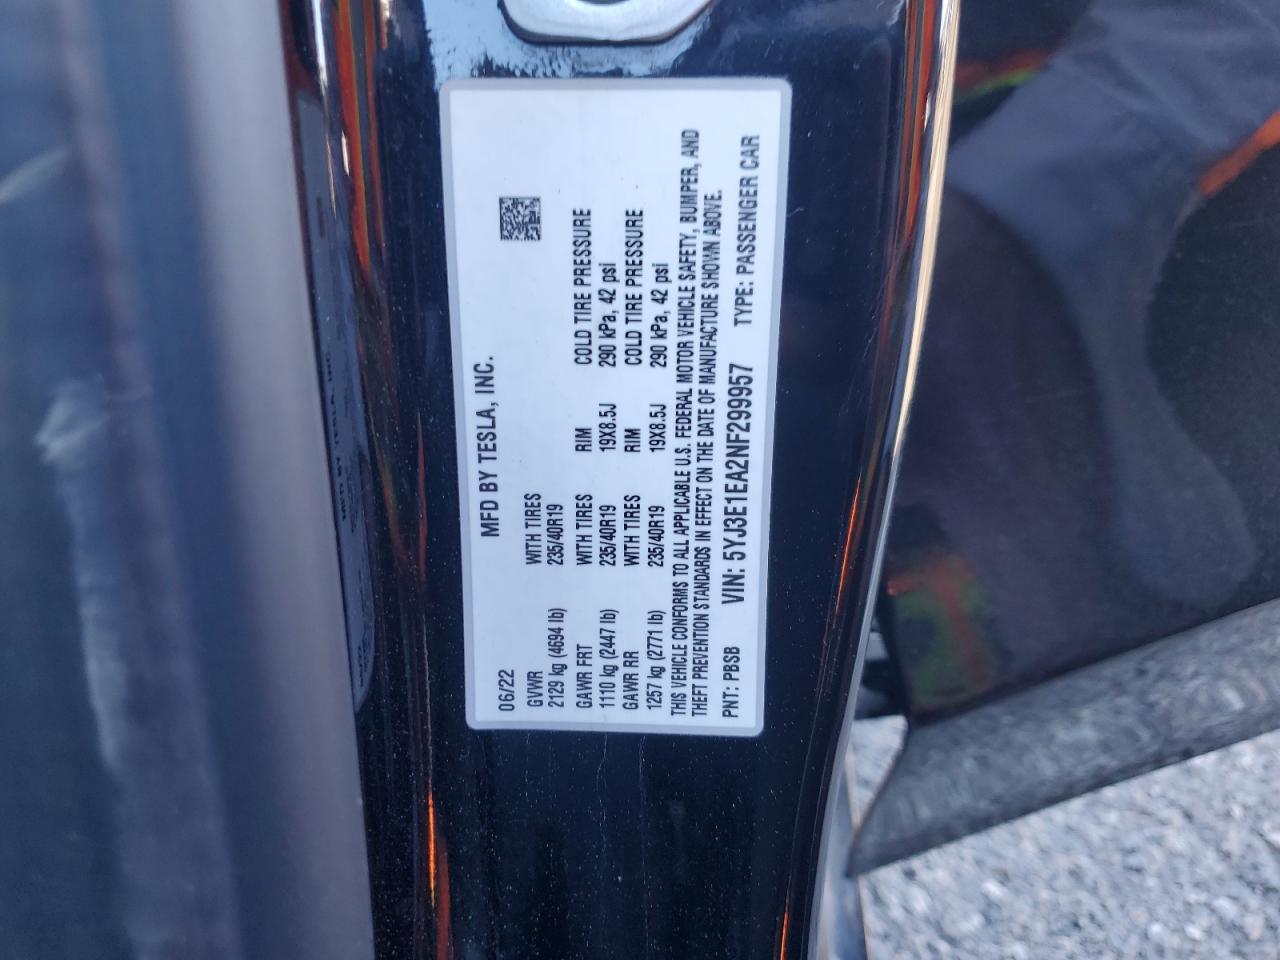 MFD BY TESLA, INC.
06/22
GVWR WITH TIRES
2129 kg (4694 lb) 235/40R19
GAWR FRT WITH TIRES RIM COLD TIRE PRESSURE
1110 kg (2447 lb) 235/40R19 19X8.5J 290 kPa, 42 psi
GAWR RR WITH TIRES RIM COLD TIRE PRESSURE
1257 kg (2771 lb) 235/40R19 19X8.5J 290 kPa, 42 psi
THIS VEHICLE CONFORMS TO ALL APPLICABLE U.S. FEDERAL MOTOR VEHICLE SAFETY, BUMPER, AND
THEFT PREVENTION STANDARDS IN EFFECT ON THE DATE OF MANUFACTURE SHOWN ABOVE.
PNT: PBSB VIN: 5YJ3E1EA2NF299957 TYPE: PASSENGER CAR